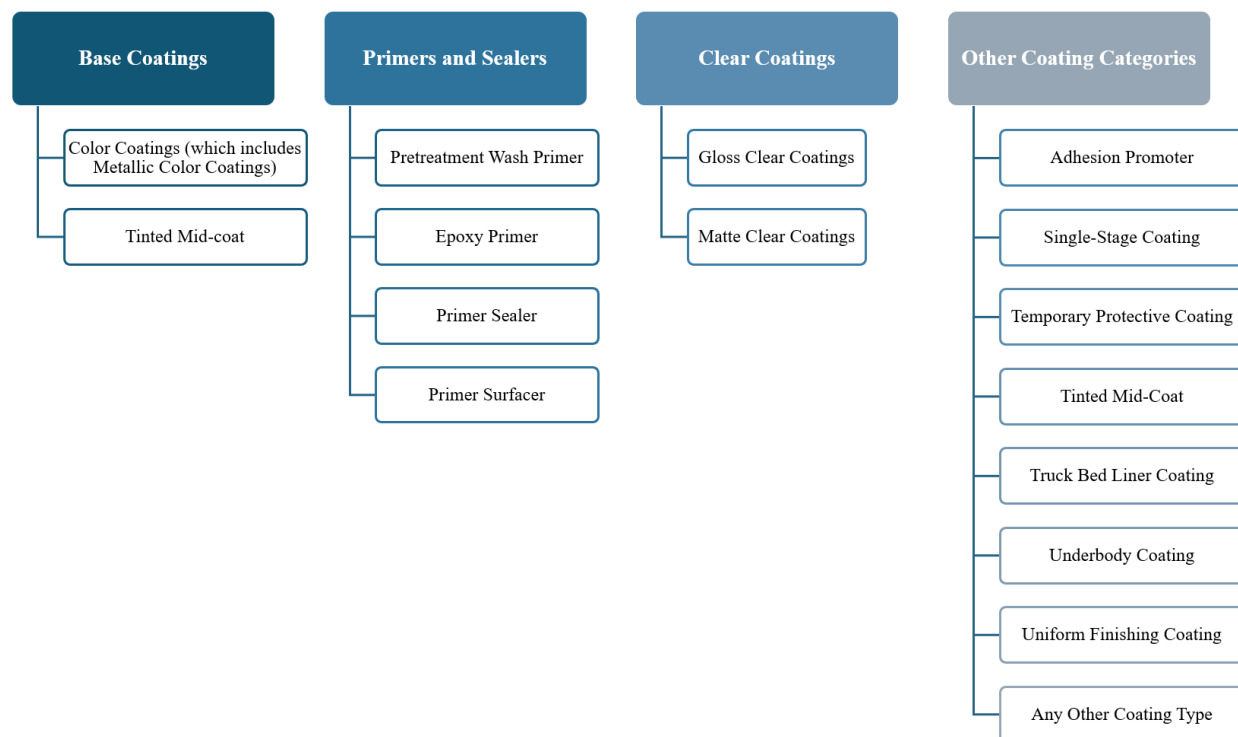 Base Coatings
Color Coatings (which includes
Metallic Color Coatings)
Tinted Mid-coat
Primers and Sealers
Pretreatment Wash Primer
Epoxy Primer
Primer Sealer
Primer Surfacer
Clear Coatings
Gloss Clear Coatings
Matte Clear Coatings
Other Coating Categories
Adhesion Promoter
Single-Stage Coating
Temporary Protective Coating
Tinted Mid-Coat
Truck Bed Liner Coating
Underbody Coating
Uniform Finishing Coating
Any Other Coating Type